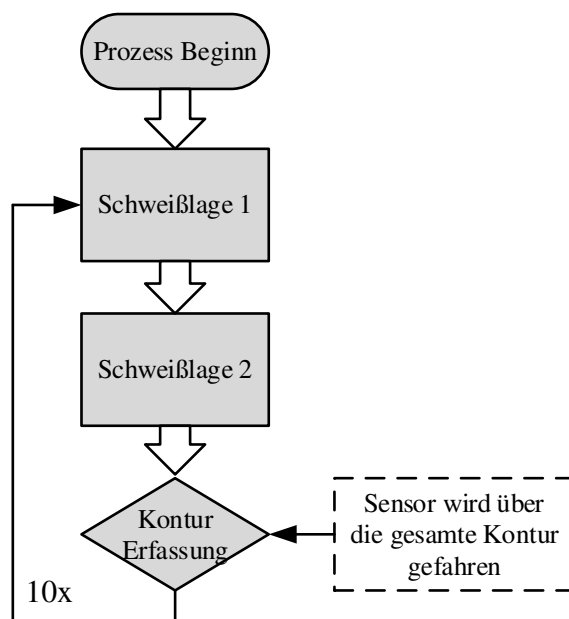 Prozess Beginn
Schweißlage 1
Schweißlage 2
Kontur
Erfassung
Sensor wird über
die gesamte Kontur
gefahren
10x